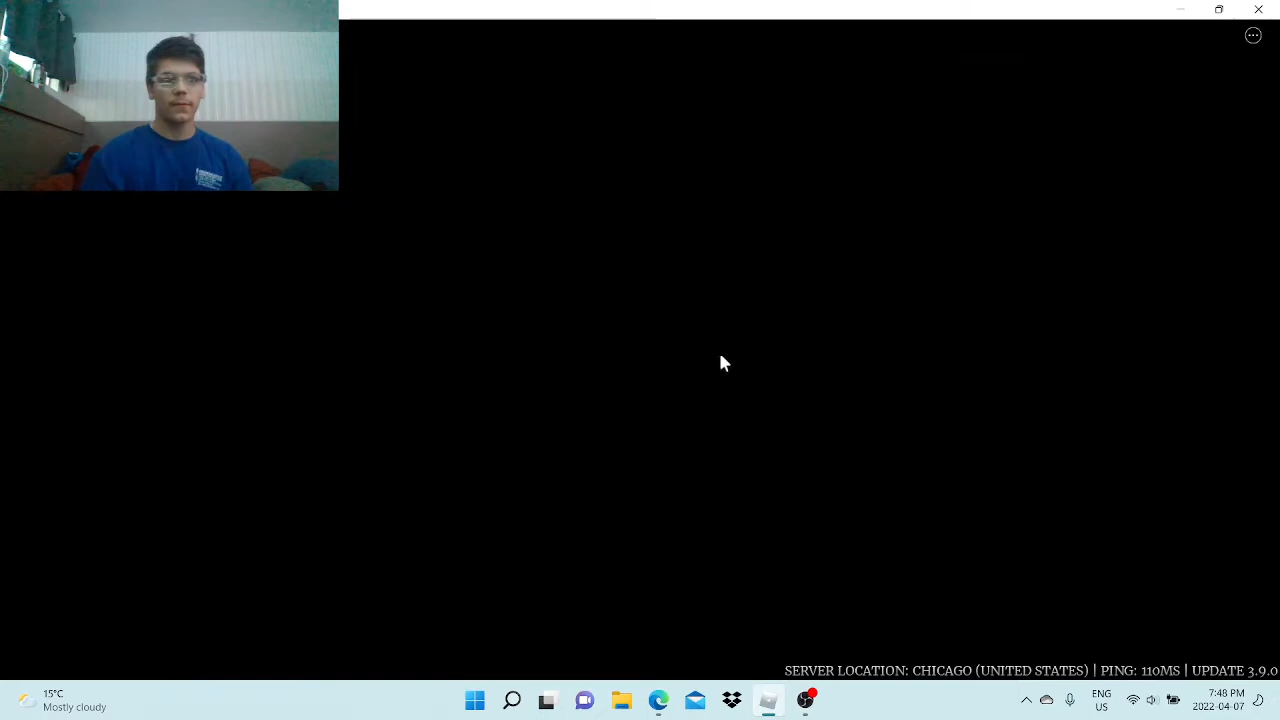 SERVER LOCATION: CHICAGO (UNITED STATES) | PING: 110MS | UPDATE 3.9.0
15°C
Mostly cloudy
ENG
US
7:48 PM
2022-04-07